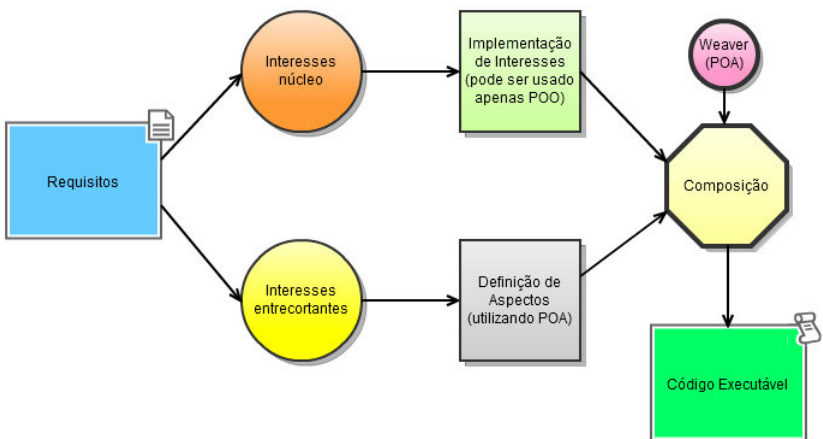 Requisitos
Interesses
núcleo
Implementação
de Interesses
(pode ser usado
apenas POO)
Weaver
(POA)
Composição
Interesses
entrecortantes
Definição de
Aspectos
(utilizando POA)
Código Executável